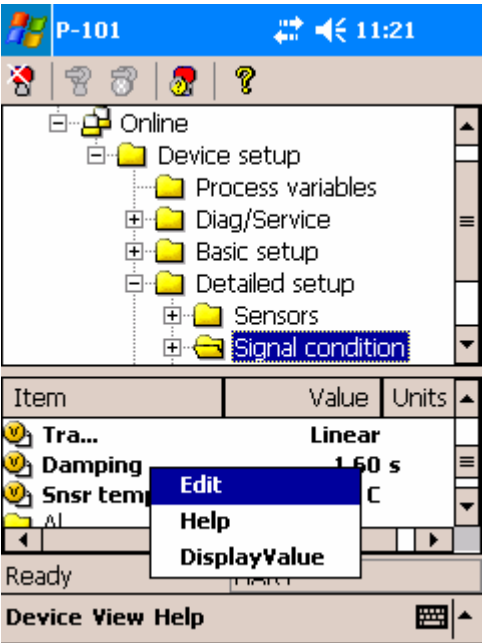 P-101 11:21
Online
Device setup
Process variables
Diag/Service
Basic setup
Detailed setup
Sensors
Signal condition
Item Value Units
Tra... Linear
Damping 1.60 s
Snsr temp C
Edit
Help
DisplayValue
Ready HART
Device View Help